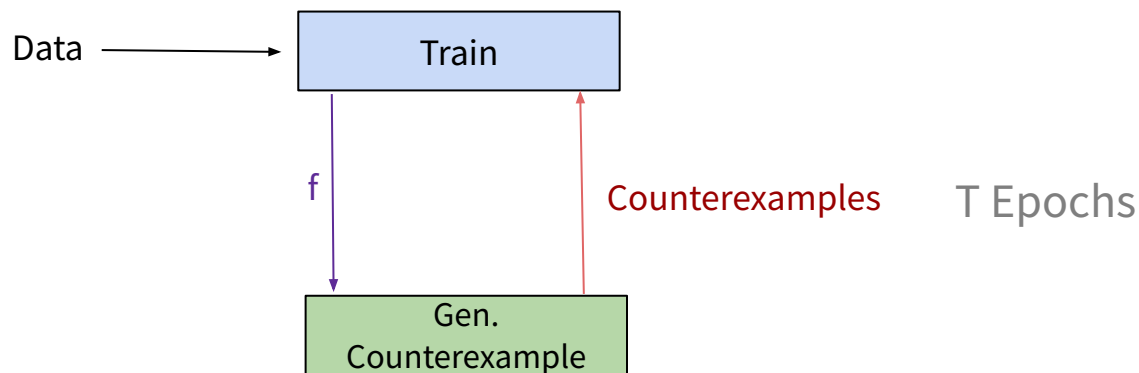 Data
Train
f
Counterexamples
T Epochs
Gen.
Counterexample